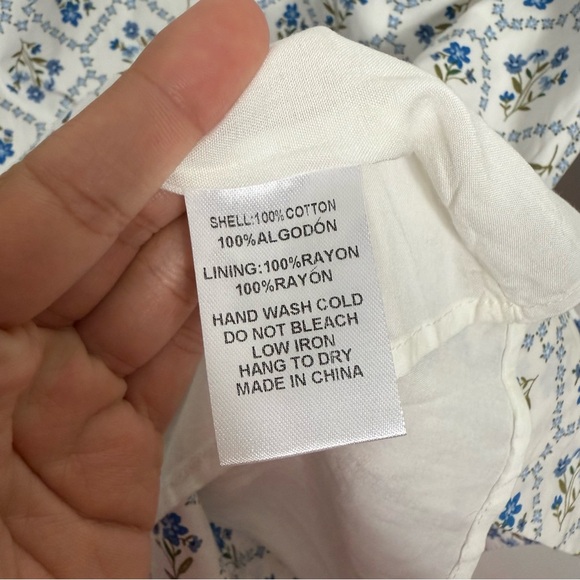 SHELL:100%COTTON
100%ALGODÓN
LINING:100%RAYON
100%RAYÓN
HAND WASH COLD
DO NOT BLEACH
LOW IRON
HANG TO DRY
MADE IN CHINA